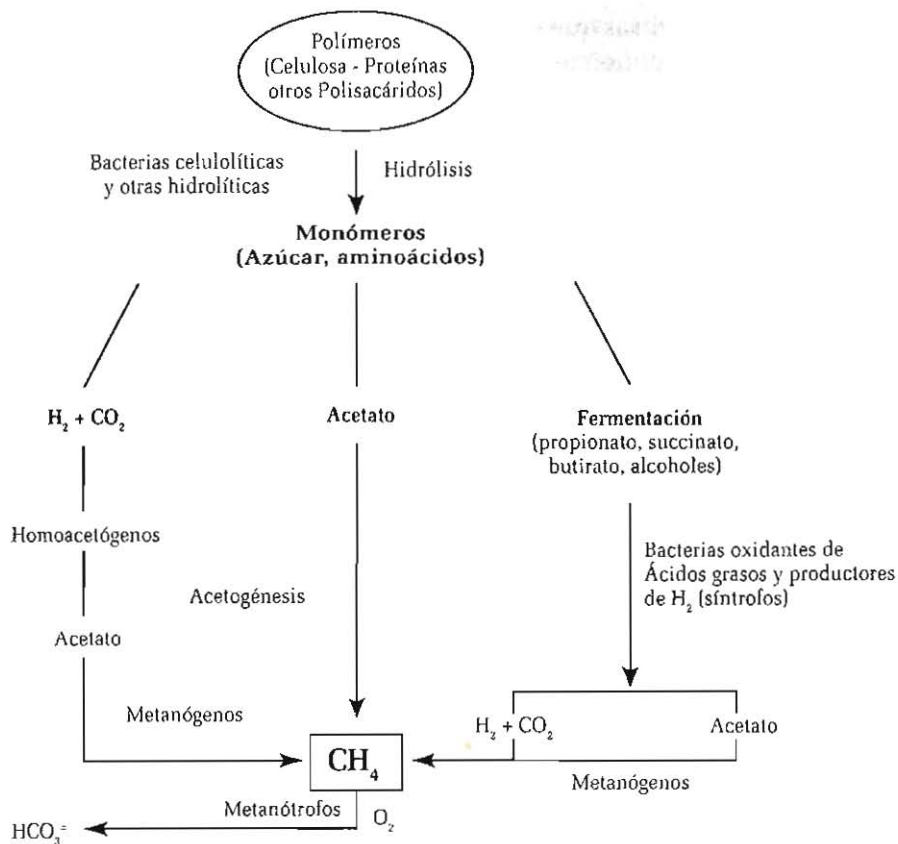 Polímeros
(Celulosa - Proteínas
otros Polisacáridos)
Bacterias celulolíticas
y otras hidrolíticas
Hidrólisis
Monómeros
(Azúcar, aminoácidos)
H₂ + CO₂
Acetato
Fermentación
(propionato, succinato,
butirato, alcoholes)
Homoacetógenos
Bacterias oxidantes de
Ácidos grasos y productores
de H₂ (síntrofos)
Acetogénesis
Acetato
Metanógenos
H₂ + CO₂
Acetato
CH₄
Metanógenos
Metanótrofos
O₂
HCO₃⁼